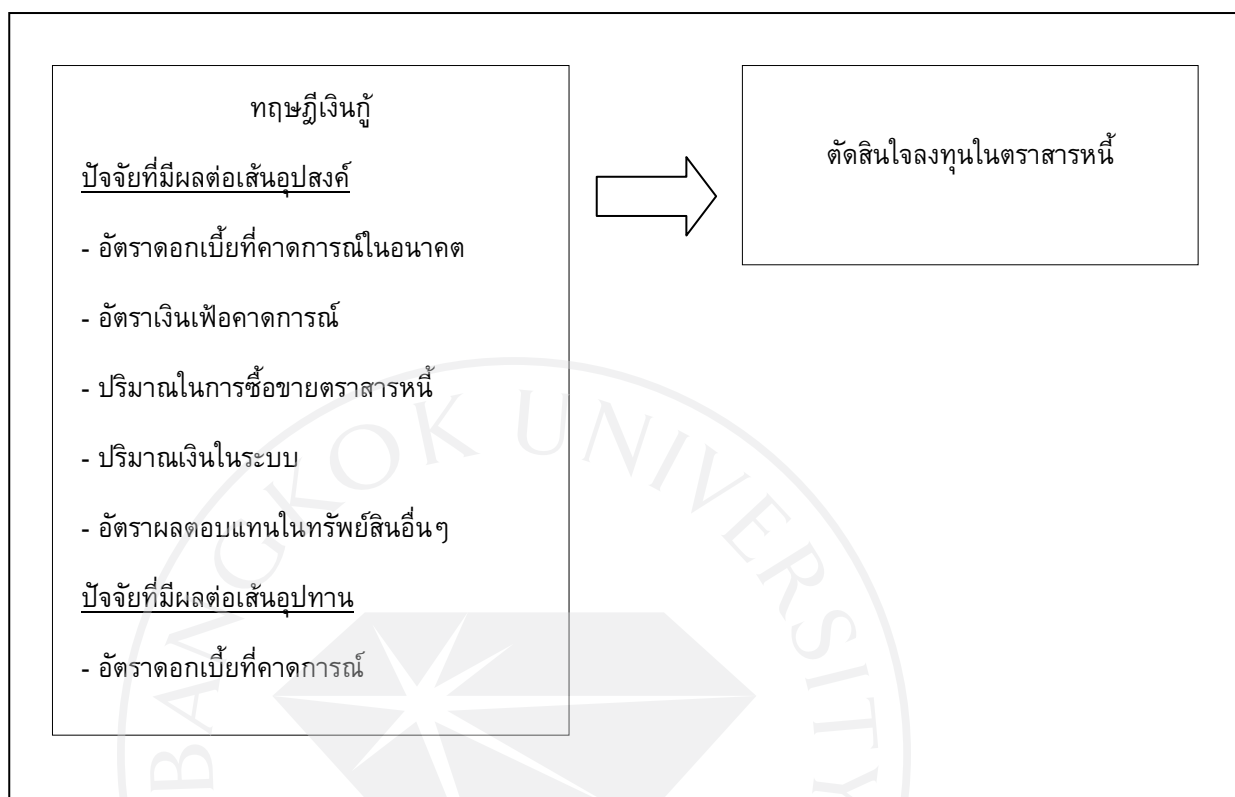 ทฤษฎีเงินกู้
ปัจจัยที่มีผลต่อเส้นอุปสงค์
- อัตราดอกเบี้ยที่คาดการณ์ในอนาคต
- อัตราเงินเฟ้อคาดการณ์
- ปริมาณในการซื้อขายตราสารหนี้
- ปริมาณเงินในระบบ
- อัตราผลตอบแทนในทรัพย์สินอื่นๆ
ปัจจัยที่มีผลต่อเส้นอุปทาน
- อัตราดอกเบี้ยที่คาดการณ์
ตัดสินใจลงทุนในตราสารหนี้
BANGKOK UNIVERSITY